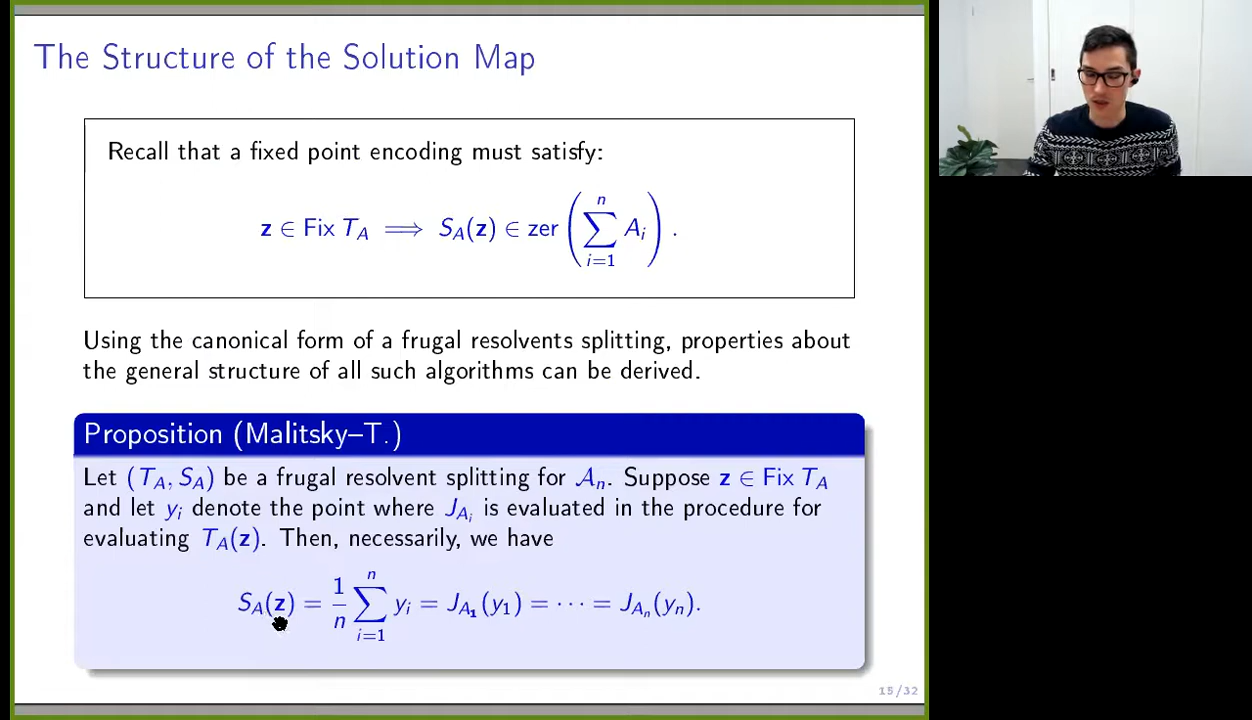 The Structure of the Solution Map
Recall that a fixed point encoding must satisfy:
z ∈ Fix T_A ⟹ S_A(z) ∈ zer (∑_{i=1}^{n} A_i) .
Using the canonical form of a frugal resolvents splitting, properties about
the general structure of all such algorithms can be derived.
Proposition (Malitsky–T.)
Let (T_A, S_A) be a frugal resolvent splitting for 𝒜_n. Suppose z ∈ Fix T_A
and let y_i denote the point where J_{A_i} is evaluated in the procedure for
evaluating T_A(z). Then, necessarily, we have
S_A(z) = \frac{1}{n} ∑_{i=1}^{n} y_i = J_{A_1}(y_1) = ⋯ = J_{A_n}(y_n).
15/32